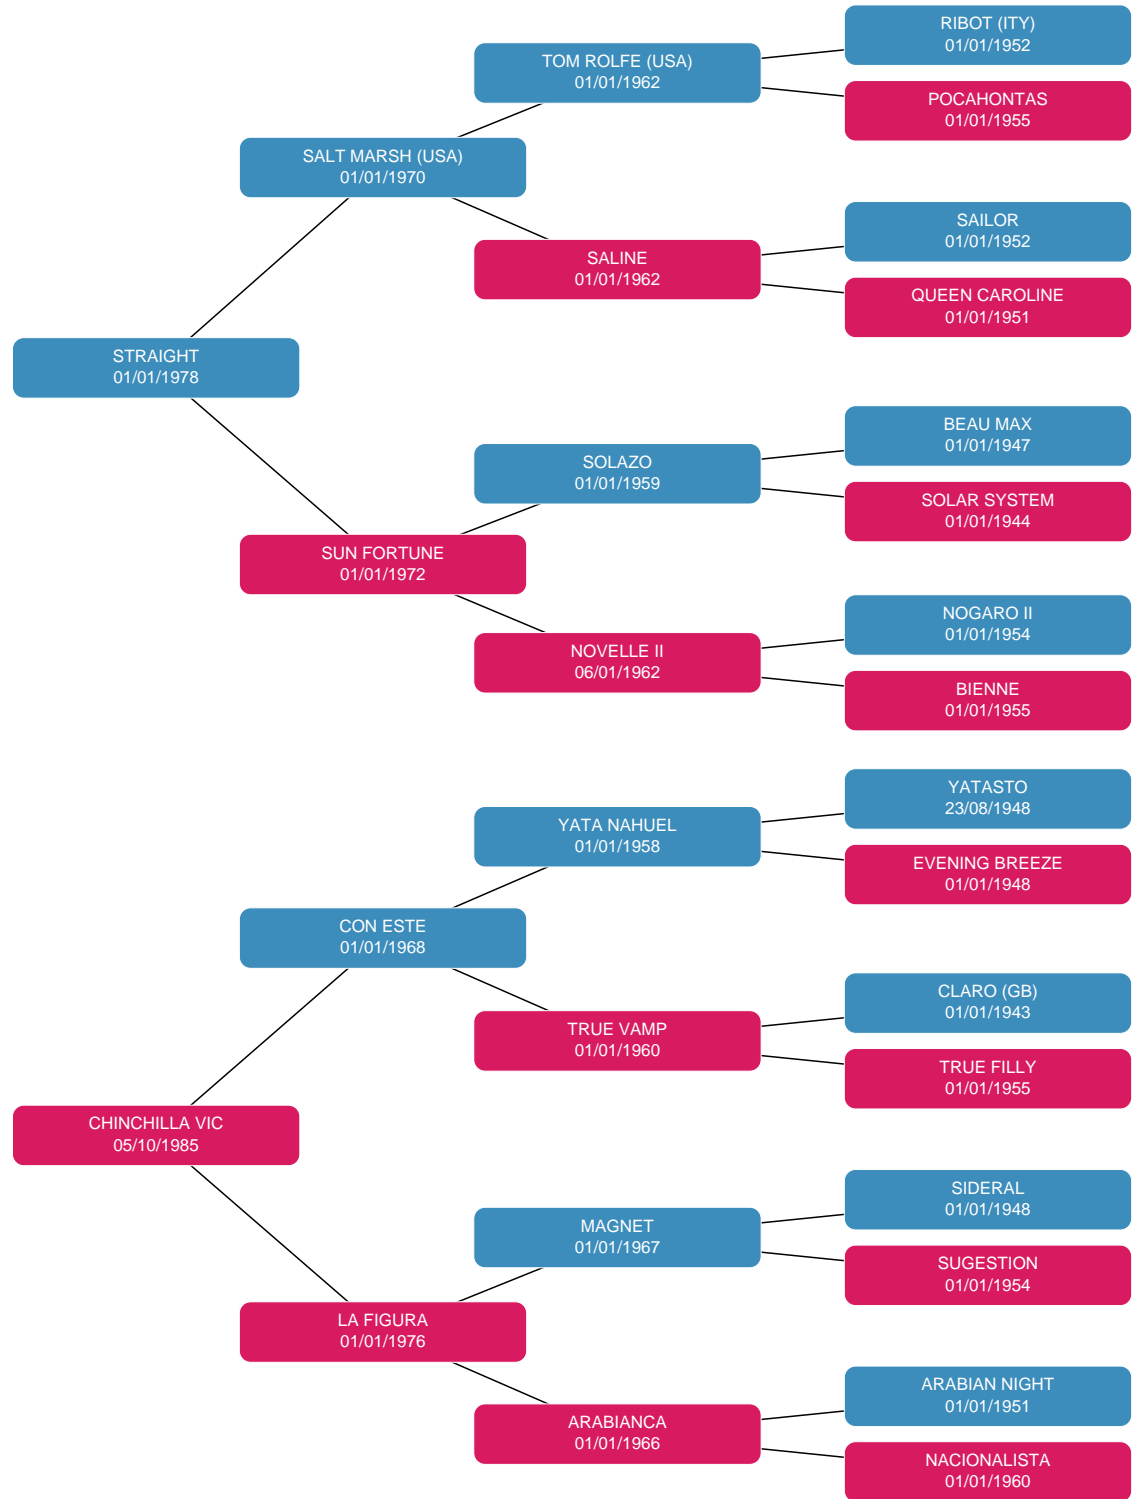 RIBOT (ITY)
01/01/1952
TOM ROLFE (USA)
01/01/1962
POCAHONTAS
01/01/1955
SALT MARSH (USA)
01/01/1970
SAILOR
01/01/1952
SALINE
01/01/1962
QUEEN CAROLINE
01/01/1951
STRAIGHT
01/01/1978
BEAU MAX
01/01/1947
SOLAZO
01/01/1959
SOLAR SYSTEM
01/01/1944
SUN FORTUNE
01/01/1972
NOGARO II
01/01/1954
NOVELLE II
06/01/1962
BIENNE
01/01/1955
YATASTO
23/08/1948
YATA NAHUEL
01/01/1958
EVENING BREEZE
01/01/1948
CON ESTE
01/01/1968
CLARO (GB)
01/01/1943
TRUE VAMP
01/01/1960
TRUE FILLY
01/01/1955
CHINCHILLA VIC
05/10/1985
SIDERAL
01/01/1948
MAGNET
01/01/1967
SUGESTION
01/01/1954
LA FIGURA
01/01/1976
ARABIAN NIGHT
01/01/1951
ARABIANCA
01/01/1966
NACIONALISTA
01/01/1960